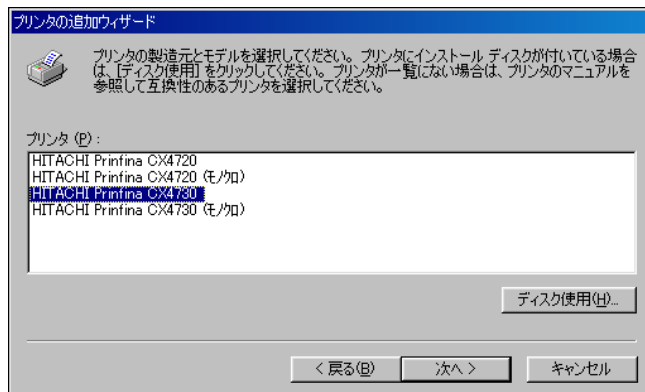 プリンタの追加ウィザード
プリンタの製造元とモデルを選択してください。プリンタにインストール ディスクが付いている場合
は、[ディスク使用] をクリックしてください。プリンタが一覧にない場合は、プリンタのマニュアルを
参照して互換性のあるプリンタを選択してください。
プリンタ (P) :
HITACHI Printina CX4720
HITACHI Printina CX4720 (モノクロ)
HITACHI Printina CX4730
HITACHI Printina CX4730 (モノクロ)
ディスク使用(H)...
< 戻る(B)
次へ >
キャンセル